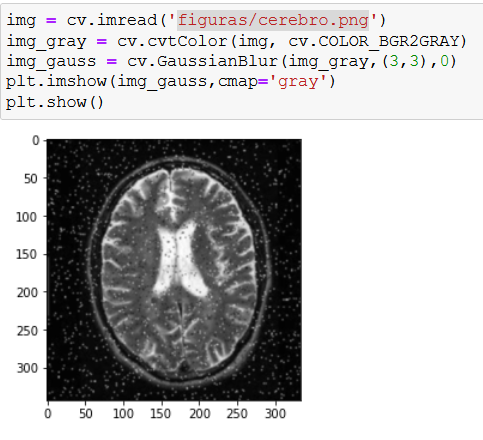 img = cv.imread('figuras/cerebro.png')
img_gray = cv.cvtColor(img, cv.COLOR_BGR2GRAY)
img_gauss = cv.GaussianBlur(img_gray,(3,3),0)
plt.imshow(img_gauss,cmap='gray')
plt.show()
0
50
100
150
200
250
300
0 50 100 150 200 250 300